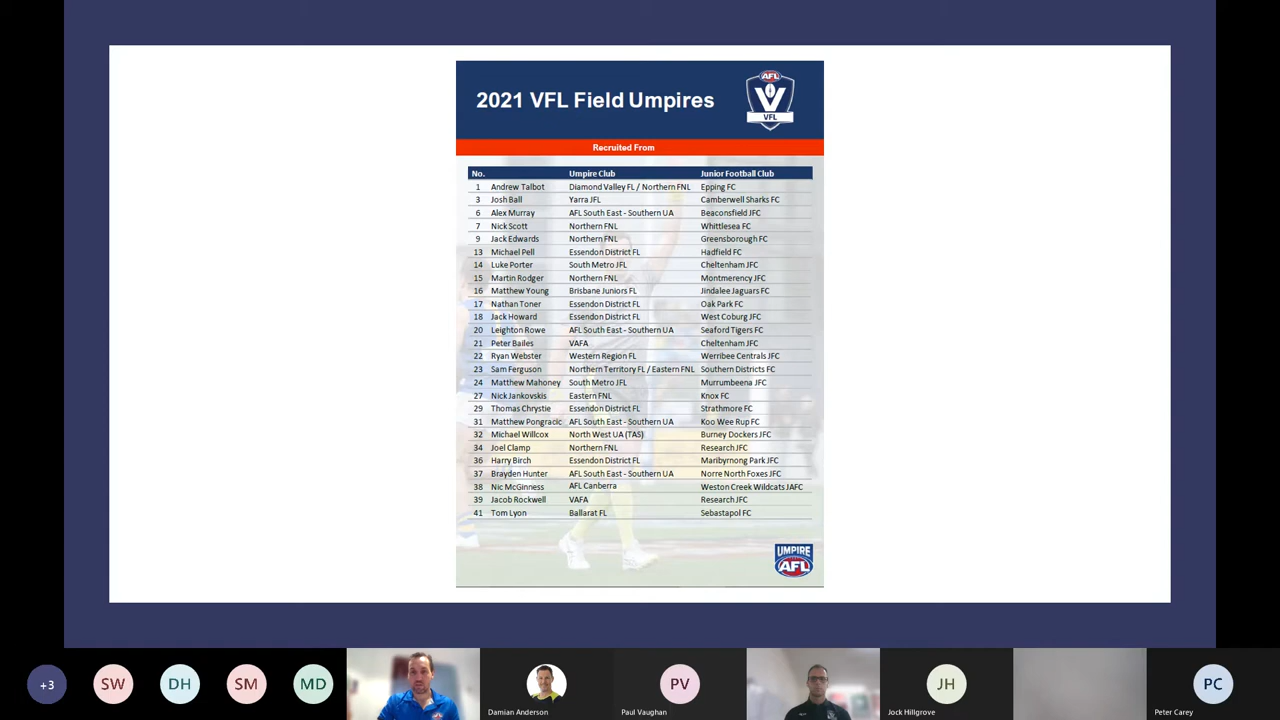 2021 VFL Field Umpires
AFL
V
VFL
Recruited From
No. Umpire Club Junior Football Club
1 Andrew Talbot Diamond Valley FL / Northern FNL Epping FC
3 Josh Ball Yarra JFL Camberwell Sharks FC
6 Alex Murray AFL South East - Southern UA Beaconsfield JFC
7 Nick Scott Northern FNL Whittlesea FC
9 Jack Edwards Northern FNL Greensborough FC
13 Michael Pell Essendon District FL Hadfield FC
14 Luke Porter South Metro JFL Cheltenham JFC
15 Martin Rodger Northern FNL Montmerency JFC
16 Matthew Young Brisbane Juniors FL Jindalee Jaguars FC
17 Nathan Toner Essendon District FL Oak Park FC
18 Jack Howard Essendon District FL West Coburg JFC
20 Leighton Rowe AFL South East - Southern UA Seaford Tigers FC
21 Peter Bailes VAFA Cheltenham JFC
22 Ryan Webster Western Region FL Werribee Centrals JFC
23 Sam Ferguson Northern Territory FL / Eastern FNL Southern Districts FC
24 Matthew Mahoney South Metro JFL Murrumbeena JFC
27 Nick Jankovskis Eastern FNL Knox FC
29 Thomas Chrystie Essendon District FL Strathmore FC
31 Matthew Pongracic AFL South East - Southern UA Koo Wee Rup FC
32 Michael Willcox North West UA (TAS) Burney Dockers JFC
34 Joel Clamp Northern FNL Research JFC
36 Harry Birch Essendon District FL Maribyrnong Park JFC
37 Brayden Hunter AFL South East - Southern UA Norre North Foxes JFC
38 Nic McGinness AFL Canberra Weston Creek Wildcats JAFC
39 Jacob Rockwell VAFA Research JFC
41 Tom Lyon Ballarat FL Sebastapol FC
UMPIRE
AFL
+3 SW DH SM MD PV JH PC
Damian Anderson Paul Vaughan Jock Hillgrove Peter Carey